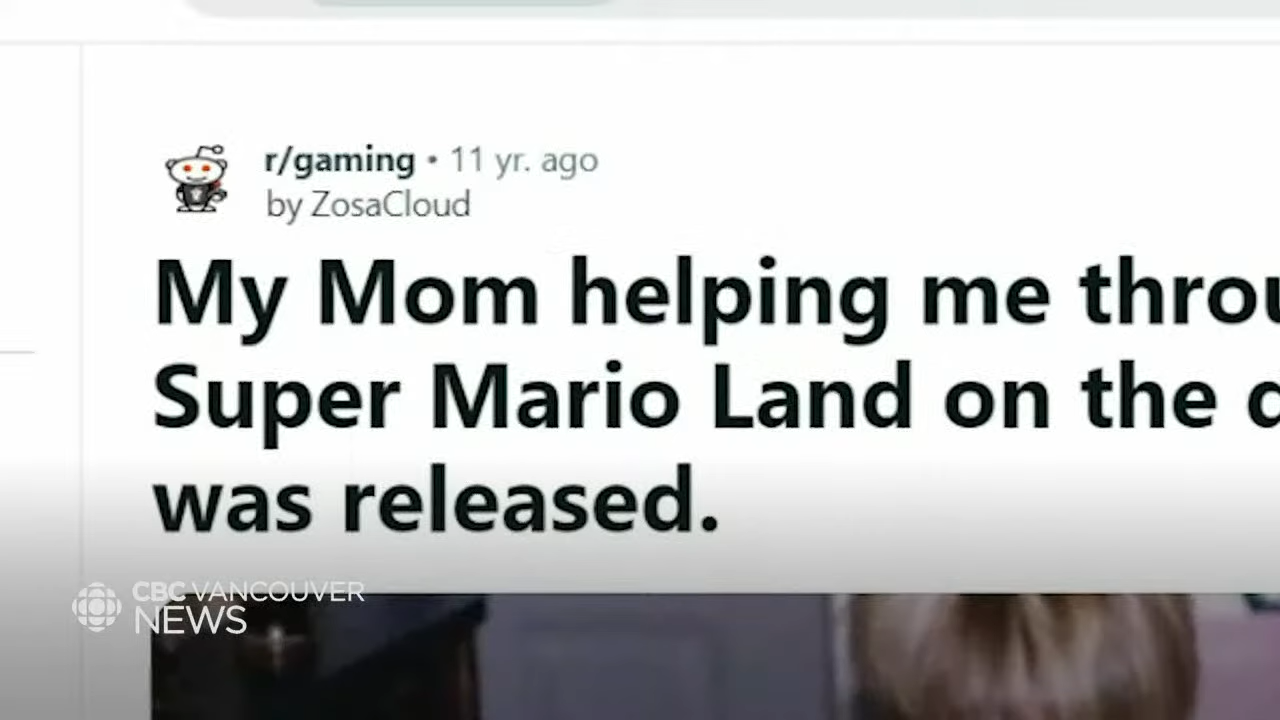 r/gaming • 11 yr. ago
by ZosaCloud
My Mom helping me
Super Mario Land on the
was released.
CBC VANCOUVER
NEWS